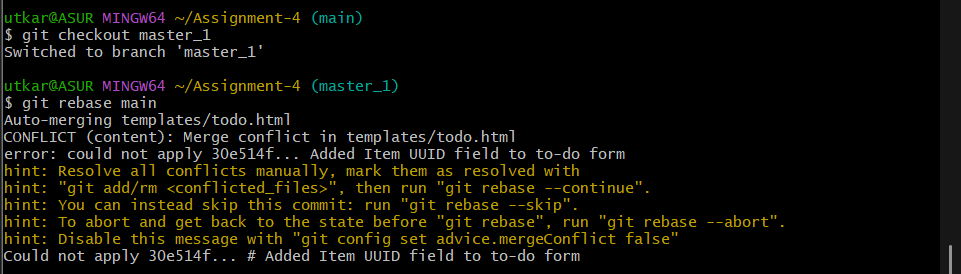 utkar@ASUR MINGW64 ~/Assignment-4 (main)
$ git checkout master_1
Switched to branch 'master_1'
utkar@ASUR MINGW64 ~/Assignment-4 (master_1)
$ git rebase main
Auto-merging templates/todo.html
CONFLICT (content): Merge conflict in templates/todo.html
error: could not apply 30e514f... Added Item UUID field to to-do form
hint: Resolve all conflicts manually, mark them as resolved with
hint: "git add/rm <conflicted_files>", then run "git rebase --continue".
hint: You can instead skip this commit: run "git rebase --skip".
hint: To abort and get back to the state before "git rebase", run "git rebase --abort".
hint: Disable this message with "git config set advice.mergeConflict false"
Could not apply 30e514f... # Added Item UUID field to to-do form